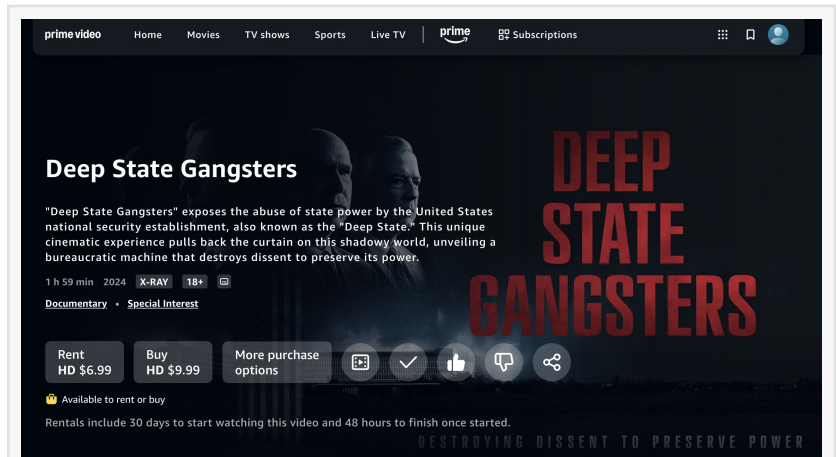 prime video Home Movies TV shows Sports Live TV prime Subscriptions
Deep State Gangsters
"Deep State Gangsters" exposes the abuse of state power by the United States
national security establishment, also known as the "Deep State." This unique
cinematic experience pulls back the curtain on this shadowy world, unveiling a
bureaucratic machine that destroys dissent to preserve its power.
1 h 59 min 2024 X-RAY 18+
Documentary • Special Interest
DEEP
STATE
GANGSTERS
Rent
HD $6.99
Buy
HD $9.99
More purchase
options
Available to rent or buy
Rentals include 30 days to start watching this video and 48 hours to finish once started.
DESTROYING DISSENT TO PRESERVE POWER